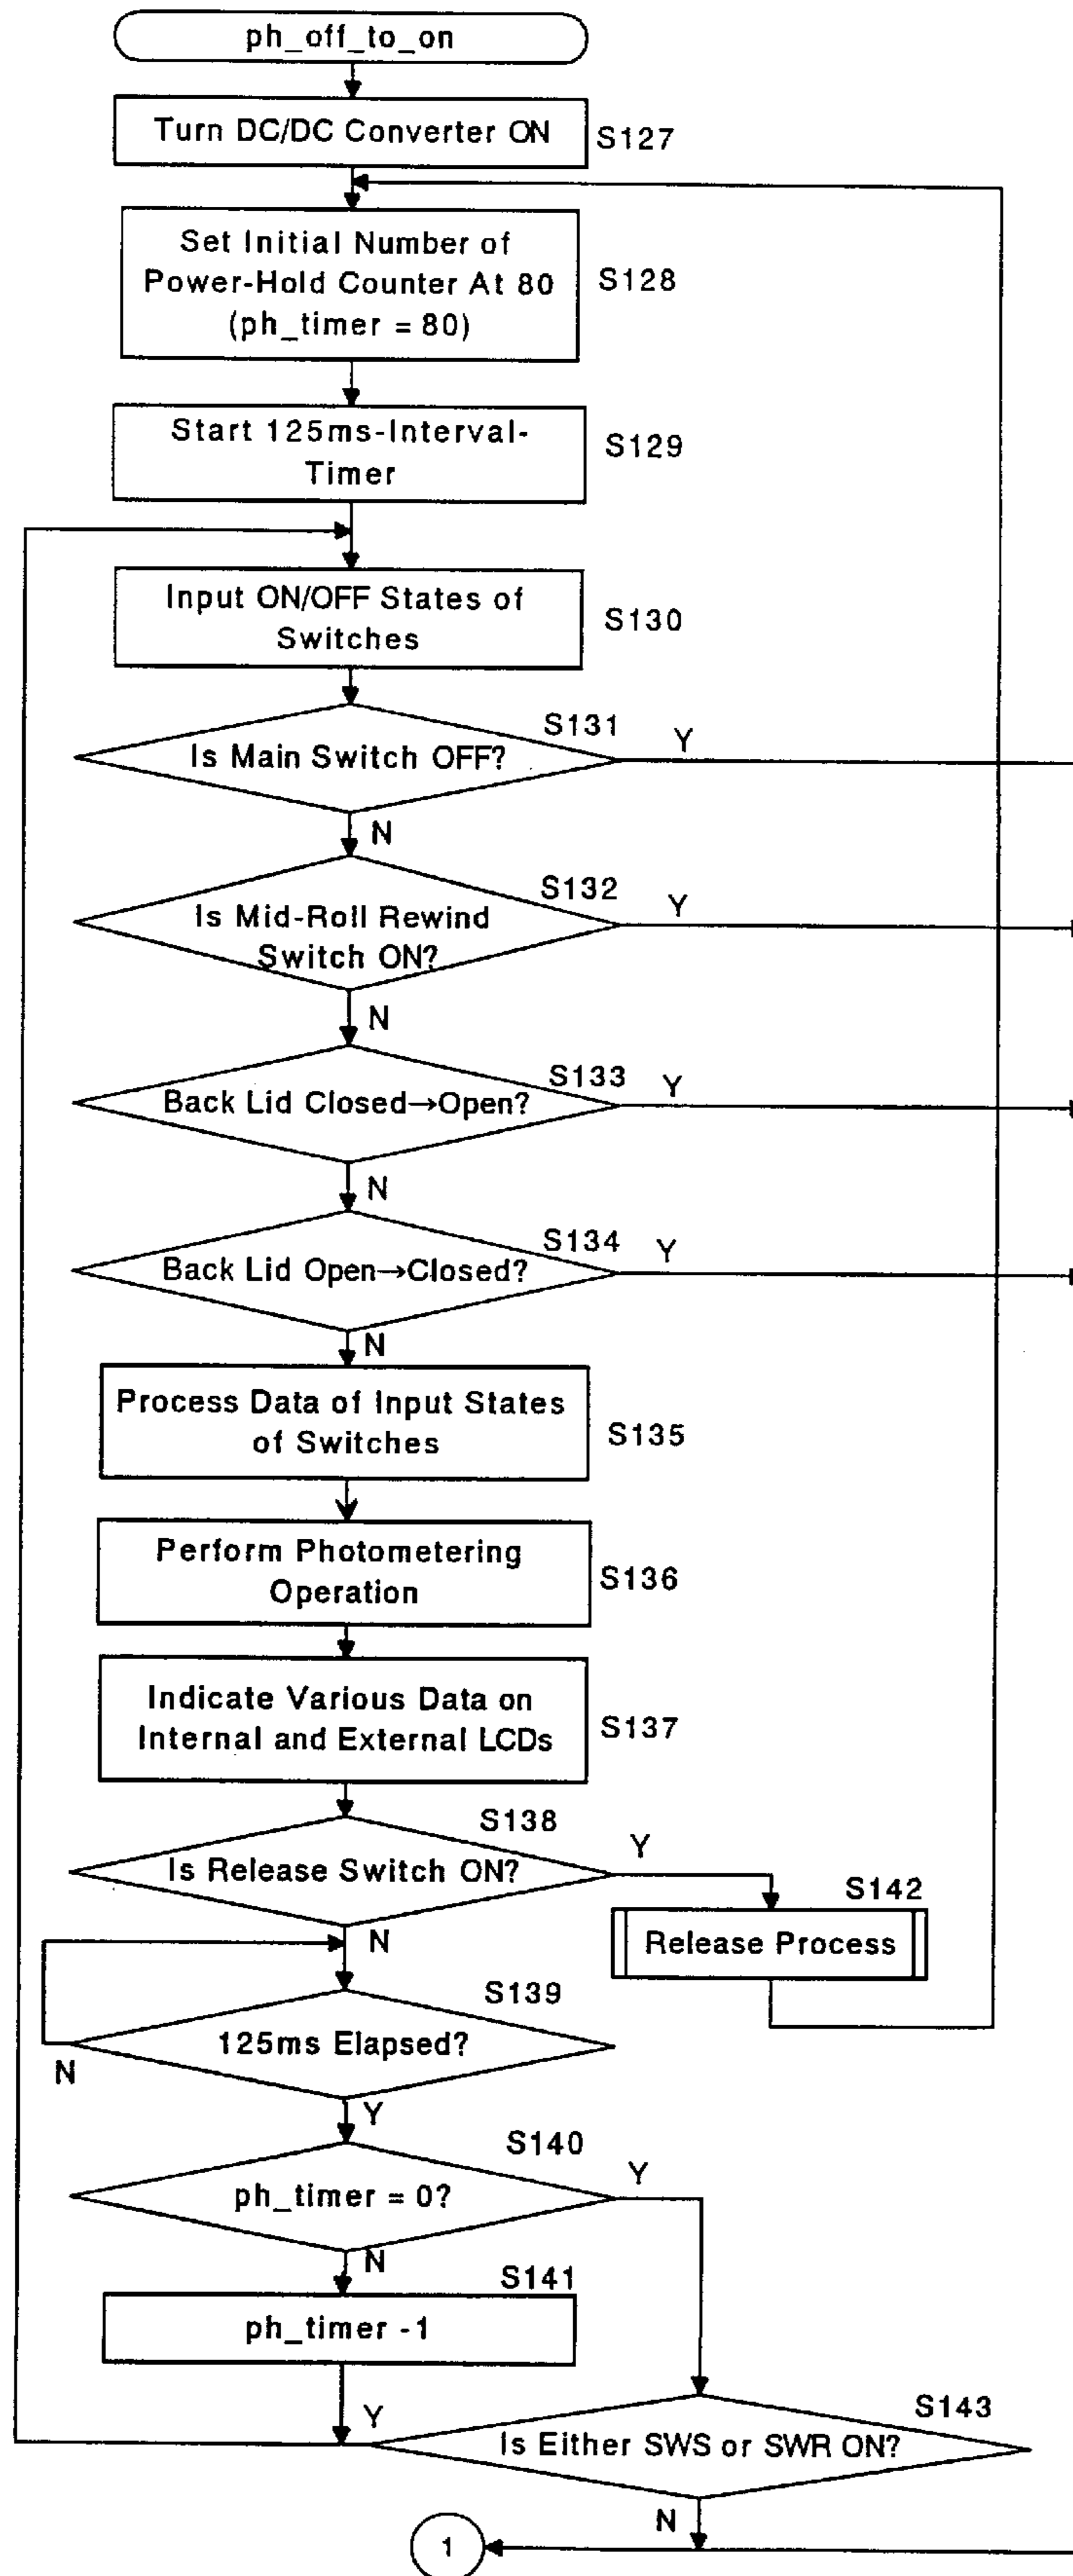 ph_off_to_on
Turn DC/DC Converter ON
S127
Set Initial Number of
Power-Hold Counter At 80
(ph_timer = 80)
S128
Start 125ms-Interval-
Timer
S129
Input ON/OFF States of
Switches
S130
S131
Is Main Switch OFF?
Y
N
S132
Is Mid-Roll Rewind
Switch ON?
Y
N
S133
Back Lid Closed→Open?
Y
N
S134
Back Lid Open→Closed?
Y
N
Process Data of Input States
of Switches
S135
Perform Photometering
Operation
S136
Indicate Various Data on
Internal and External LCDs
S137
S138
Is Release Switch ON?
Y
N
S142
Release Process
S139
125ms Elapsed?
N
Y
S140
ph_timer = 0?
Y
N
S141
ph_timer -1
Y
S143
Is Either SWS or SWR ON?
N
1